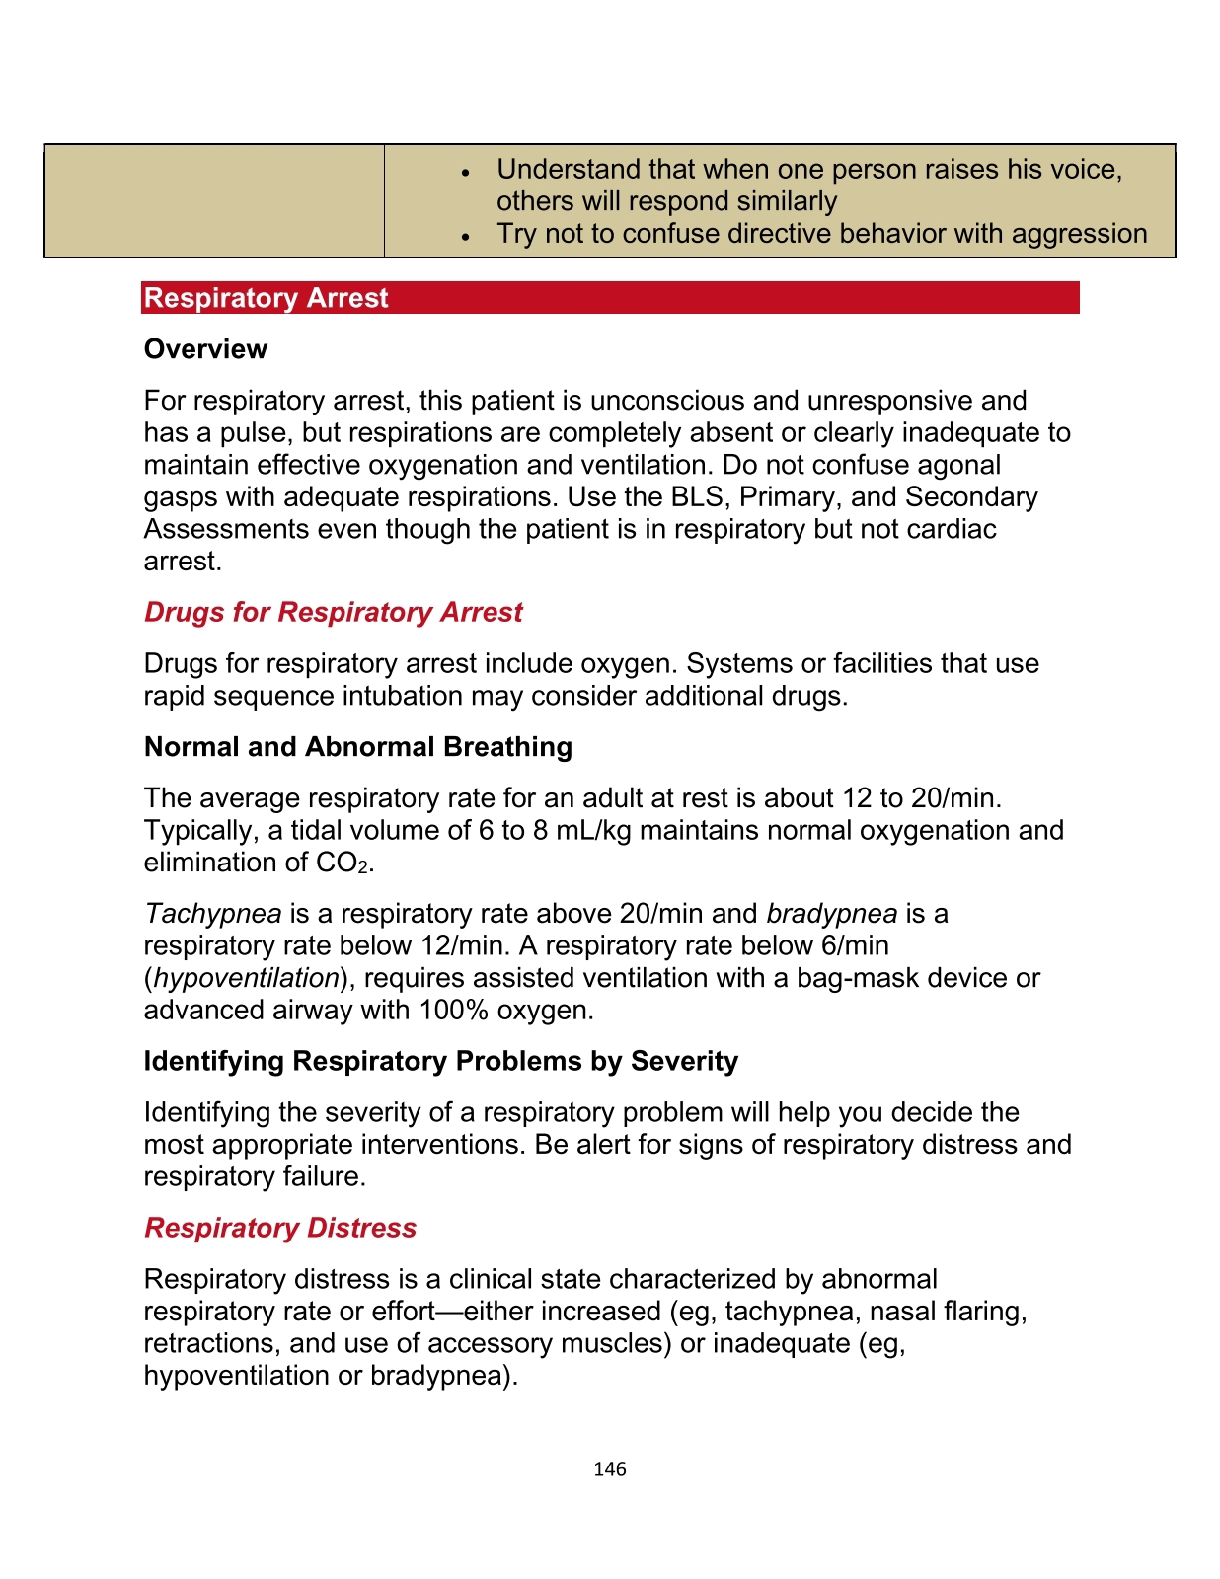 • Understand that when one person raises his voice,
others will respond similarly
• Try not to confuse directive behavior with aggression
Respiratory Arrest
Overview
For respiratory arrest, this patient is unconscious and unresponsive and
has a pulse, but respirations are completely absent or clearly inadequate to
maintain effective oxygenation and ventilation. Do not confuse agonal
gasps with adequate respirations. Use the BLS, Primary, and Secondary
Assessments even though the patient is in respiratory but not cardiac
arrest.
Drugs for Respiratory Arrest
Drugs for respiratory arrest include oxygen. Systems or facilities that use
rapid sequence intubation may consider additional drugs.
Normal and Abnormal Breathing
The average respiratory rate for an adult at rest is about 12 to 20/min.
Typically, a tidal volume of 6 to 8 mL/kg maintains normal oxygenation and
elimination of CO₂.
Tachypnea is a respiratory rate above 20/min and bradypnea is a
respiratory rate below 12/min. A respiratory rate below 6/min
(hypoventilation), requires assisted ventilation with a bag-mask device or
advanced airway with 100% oxygen.
Identifying Respiratory Problems by Severity
Identifying the severity of a respiratory problem will help you decide the
most appropriate interventions. Be alert for signs of respiratory distress and
respiratory failure.
Respiratory Distress
Respiratory distress is a clinical state characterized by abnormal
respiratory rate or effort—either increased (eg, tachypnea, nasal flaring,
retractions, and use of accessory muscles) or inadequate (eg,
hypoventilation or bradypnea).
146